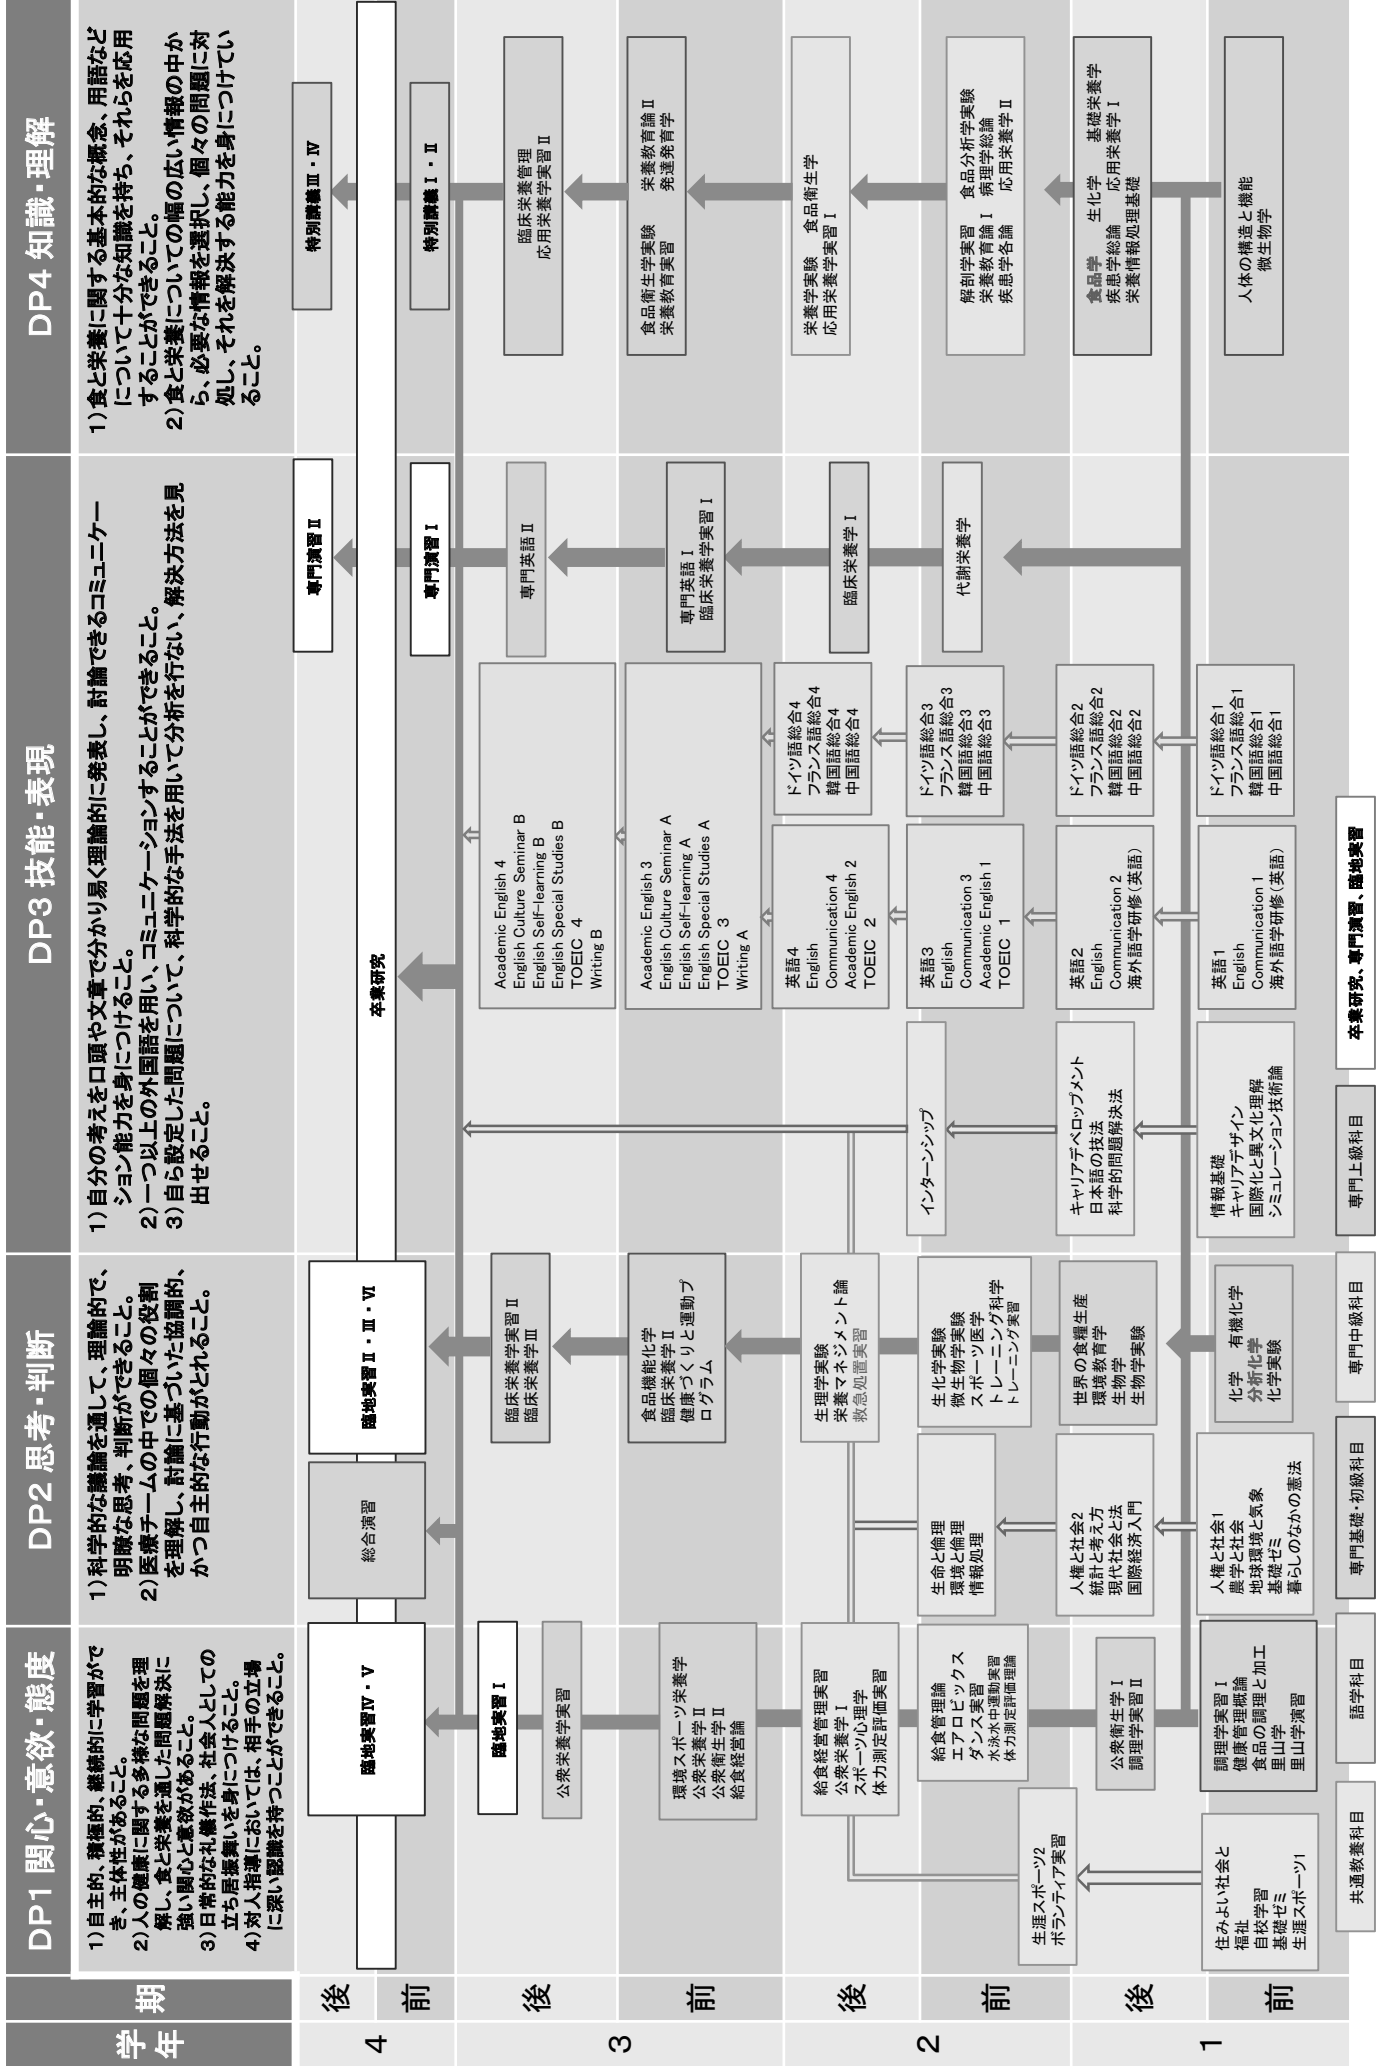 学年
期
DP1 関心・意欲・態度
DP2 思考・判断
DP3 技能・表現
DP4 知識・理解
1)自主的、積極的、継続的に学習がで
き、主体性があること。
2)人の健康に関する多様な問題を理
解し、食と栄養を通した問題解決に
強い関心と意欲があること。
3)日常的な礼儀作法、社会人としての
立ち居振舞いを身につけること。
4)対人指導においては、相手の立場
に深い認識を持つことができること。
1)科学的な議論を通して、理論的で、
明瞭な思考、判断ができること。
2)医療チームの中での個々の役割
を理解し、討論に基づいた協調的、
かつ自主的な行動がとれること。
1)自分の考えを口頭や文章で分かり易く理論的に発表し、討論できるコミュニケー
ション能力を身につけること。
2)一つ以上の外国語を用い、コミュニケーションすることができること。
3)自ら設定した問題について、科学的な手法を用いて分析を行ない、解決方法を見
出せること。
1)食と栄養に関する基本的な概念、用語など
について十分な知識を持ち、それらを応用
することができること。
2)食と栄養についての幅の広い情報の中か
ら、必要な情報を選択し、個々の問題に対
処し、それを解決する能力を身につけてい
ること。
4
後
前
臨地実習Ⅳ・Ⅴ
総合演習
臨地実習Ⅱ・Ⅲ・Ⅵ
卒業研究
専門演習Ⅱ
専門演習Ⅰ
特別講義Ⅲ・Ⅳ
特別講義Ⅰ・Ⅱ
3
後
臨地実習Ⅰ
公衆栄養学実習
臨床栄養学実習Ⅱ
臨床栄養学Ⅲ
Academic English 4
English Culture Seminar B
English Self-learning B
English Special Studies B
TOEIC 4
Writing B
専門英語Ⅱ
臨床栄養管理
応用栄養学実習Ⅱ
前
環境スポーツ栄養学
公衆栄養学Ⅱ
公衆衛生学Ⅱ
給食経営論
食品機能化学
臨床栄養学Ⅱ
健康づくりと運動プ
ログラム
Academic English 3
English Culture Seminar A
English Self-learning A
English Special Studies A
TOEIC 3
Writing A
専門英語Ⅰ
臨床栄養学実習Ⅰ
食品衛生学実験 栄養教育論Ⅱ
栄養教育実習 発達発育学
2
後
給食経営管理実習
公衆栄養学Ⅰ
スポーツ心理学
体力測定評価実習
生理学実験
栄養マネジメント論
救急処置実習
英語4
English
Communication 4
Academic English 2
TOEIC 2
ドイツ語総合4
フランス語総合4
韓国語総合4
中国語総合4
臨床栄養学Ⅰ
栄養学実験 食品衛生学
応用栄養学実習Ⅰ
前
生涯スポーツ2
ボランティア実習
給食管理論
エアロビックス
ダンス実習
水泳水中運動実習
体力測定評価理論
生命と倫理
環境と倫理
情報処理
生化学実験
微生物学実験
スポーツ医学
トレーニング科学
トレーニング実習
インターンシップ
英語3
English
Communication 3
Academic English 1
TOEIC 1
ドイツ語総合3
フランス語総合3
韓国語総合3
中国語総合3
代謝栄養学
解剖学実習 食品分析学実験
栄養教育論Ⅰ 病理学総論
疾患学各論 応用栄養学Ⅱ
1
後
公衆衛生学Ⅰ
調理学実習Ⅱ
人権と社会2
統計と考え方
現代社会と法
国際経済入門
世界の食糧生産
環境教育学
生物学
生物学実験
キャリアデベロップメント
日本語の技法
科学的問題解決法
英語2
English
Communication 2
海外語学研修(英語)
ドイツ語総合2
フランス語総合2
韓国語総合2
中国語総合2
食品学 生化学 基礎栄養学
疾患学総論 応用栄養学Ⅰ
栄養情報処理基礎
前
住みよい社会と
福祉
自校学習
基礎ゼミ
生涯スポーツ1
調理学実習Ⅰ
健康管理概論
食品の調理と加工
里山学
里山学演習
人権と社会1
農学と社会
地球環境と気象
基礎ゼミ
暮らしのなかの憲法
化学 有機化学
分析化学
化学実験
情報基礎
キャリアデザイン
国際化と異文化理解
シミュレーション技術論
英語1
English
Communication 1
海外語学研修(英語)
ドイツ語総合1
フランス語総合1
韓国語総合1
中国語総合1
人体の構造と機能
微生物学
共通教養科目
語学科目
専門基礎・初級科目
専門中級科目
専門上級科目
卒業研究、専門演習、臨地実習